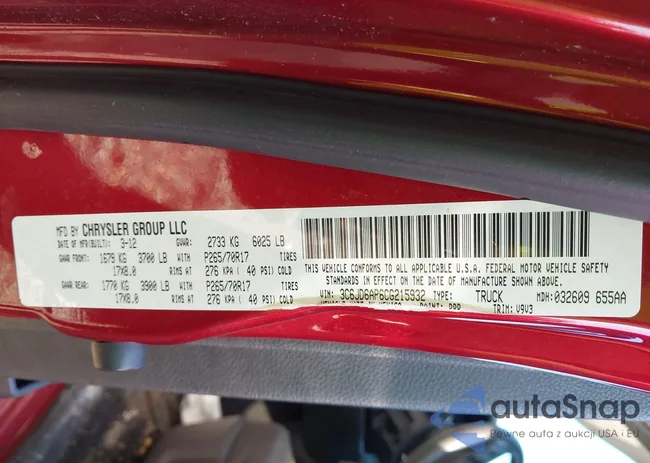 MFD BY CHRYSLER GROUP LLC
DATE OF MFR(BUILT): 3-12 GVWR: 2733 KG 6025 LB
GAWR FRONT: 1679 KG 3700 LB P265/70R17 TIRES
17X8.0 RIMS AT 276 KPA ( 40 PSI) COLD
GAWR REAR: 1770 KG 3900 LB P265/70R17 TIRES
17X8.0 RIMS AT 276 KPA ( 40 PSI) COLD
THIS VEHICLE CONFORMS TO ALL APPLICABLE U.S.A. FEDERAL MOTOR VEHICLE SAFETY
STANDARDS IN EFFECT ON THE DATE OF MANUFACTURE SHOWN ABOVE.
VIN: 3C6JD6AP6CG215932 TYPE: TRUCK MDH: 032609 655AA
PAINT: PRP TRIM: V9V3
autoSnap
Pewne auta z aukcji USA i EU